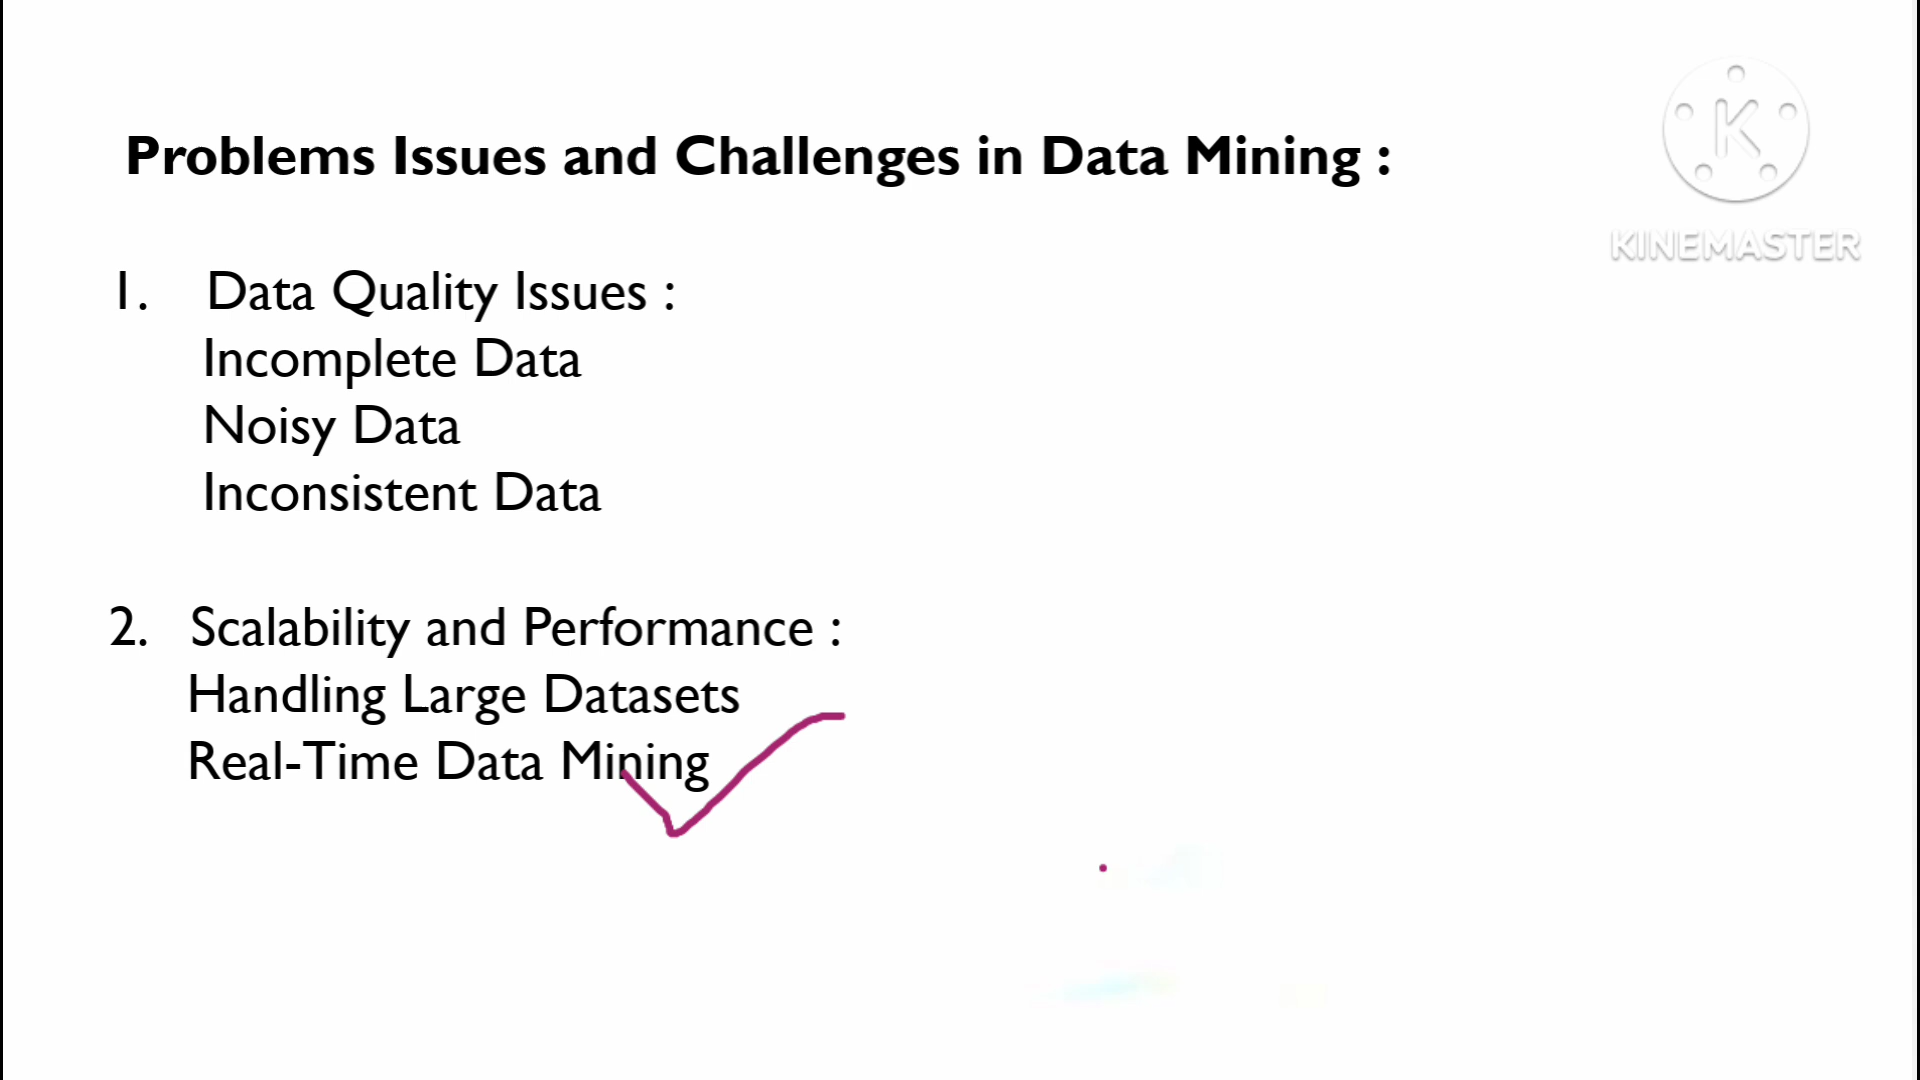 Problems Issues and Challenges in Data Mining :
1. Data Quality Issues :
Incomplete Data
Noisy Data
Inconsistent Data
2. Scalability and Performance :
Handling Large Datasets
Real-Time Data Mining
K
KINEMASTER